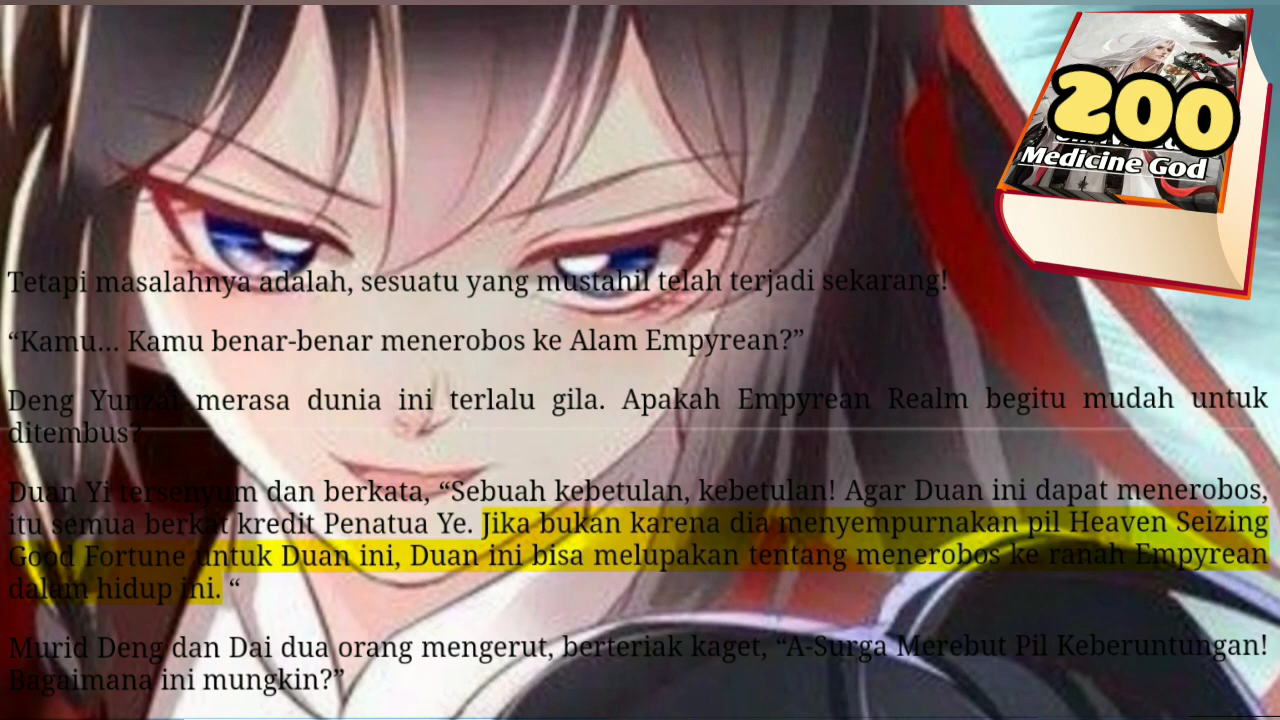 200
Medicine God
Tetapi masalahnya adalah, sesuatu yang mustahil telah terjadi sekarang!
“Kamu... Kamu benar-benar menerobos ke Alam Empyrean?”
Deng Yunzai merasa dunia ini terlalu gila. Apakah Empyrean Realm begitu mudah untuk
ditembus?
Duan Yi tersenyum dan berkata, “Sebuah kebetulan, kebetulan! Agar Duan ini dapat menerobos,
itu semua berkat kredit Penatua Ye. Jika bukan karena dia menyempurnakan pil Heaven Seizing
Good Fortune untuk Duan ini, Duan ini bisa melupakan tentang menerobos ke ranah Empyrean
dalam hidup ini. “
Murid Deng dan Dai dua orang mengerut, berteriak kaget, “A-Surga Merebut Pil Keberuntungan!
Bagaimana ini mungkin?”